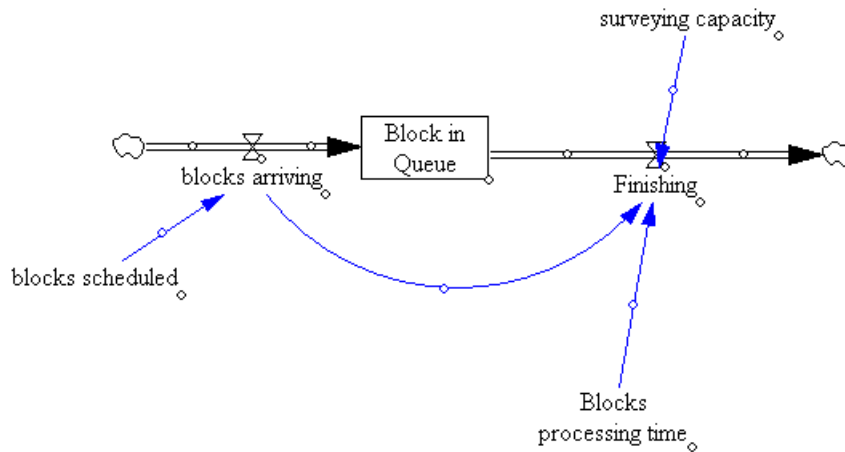 surveying capacity
Block in
Queue
blocks arriving
Finishing
blocks scheduled
Blocks
processing time